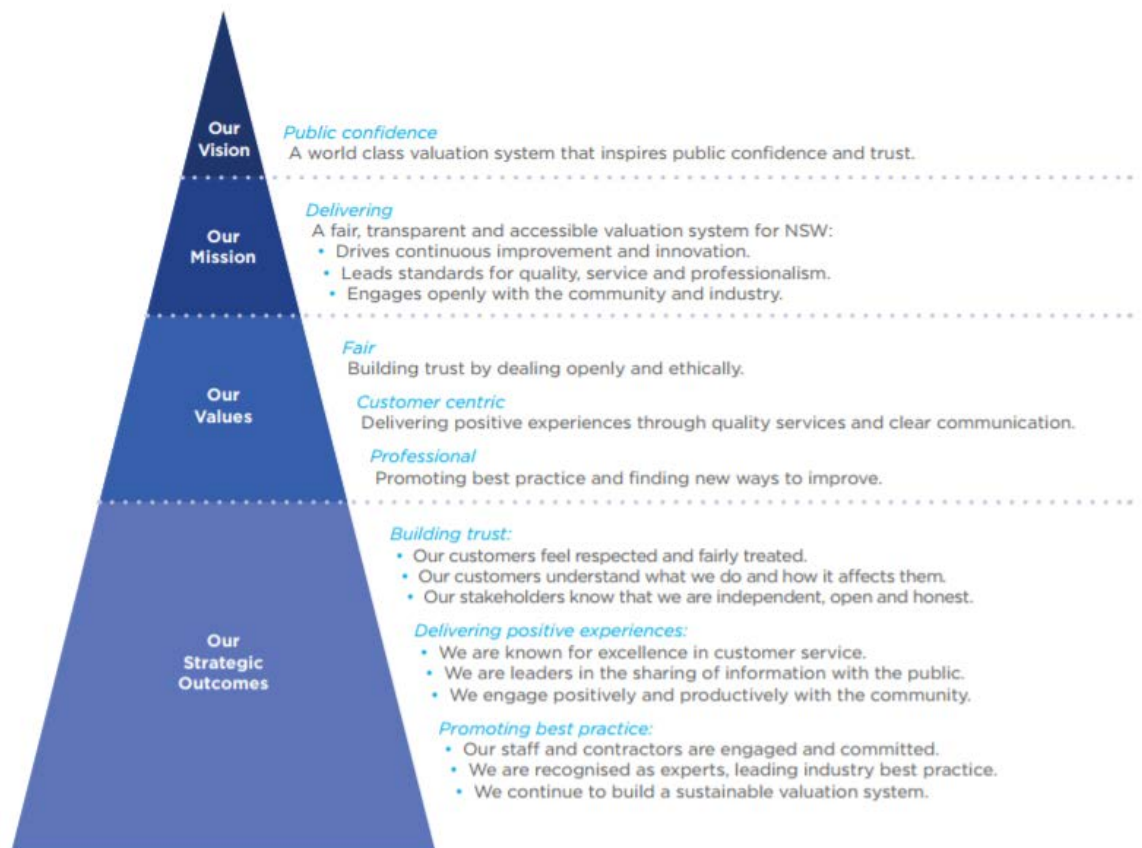 Our
Vision
Public confidence
A world class valuation system that inspires public confidence and trust.
Our
Mission
Delivering
A fair, transparent and accessible valuation system for NSW:
• Drives continuous improvement and innovation.
• Leads standards for quality, service and professionalism.
• Engages openly with the community and industry.
Our
Values
Fair
Building trust by dealing openly and ethically.
Customer centric
Delivering positive experiences through quality services and clear communication.
Professional
Promoting best practice and finding new ways to improve.
Our
Strategic
Outcomes
Building trust:
• Our customers feel respected and fairly treated.
• Our customers understand what we do and how it affects them.
• Our stakeholders know that we are independent, open and honest.
Delivering positive experiences:
• We are known for excellence in customer service.
• We are leaders in the sharing of information with the public.
• We engage positively and productively with the community.
Promoting best practice:
• Our staff and contractors are engaged and committed.
• We are recognised as experts, leading industry best practice.
• We continue to build a sustainable valuation system.